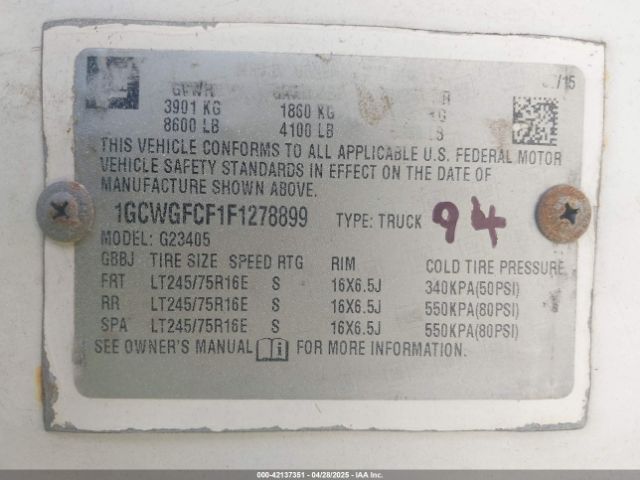 /15
GVWR
3901 KG 1860 KG KG
8600 LB 4100 LB
THIS VEHICLE CONFORMS TO ALL APPLICABLE U.S. FEDERAL MOTOR
VEHICLE SAFETY STANDARDS IN EFFECT ON THE DATE OF
MANUFACTURE SHOWN ABOVE.
1GCWGFCF1F1278899 TYPE: TRUCK 94
MODEL: G23405
GBBJ TIRE SIZE SPEED RTG RIM COLD TIRE PRESSURE
FRT LT245/75R16E S 16X6.5J 340KPA(50PSI)
RR LT245/75R16E S 16X6.5J 550KPA(80PSI)
SPA LT245/75R16E S 16X6.5J 550KPA(80PSI)
SEE OWNER'S MANUAL FOR MORE INFORMATION.
000-42137351 | 04/28/2025 | IAA Inc.